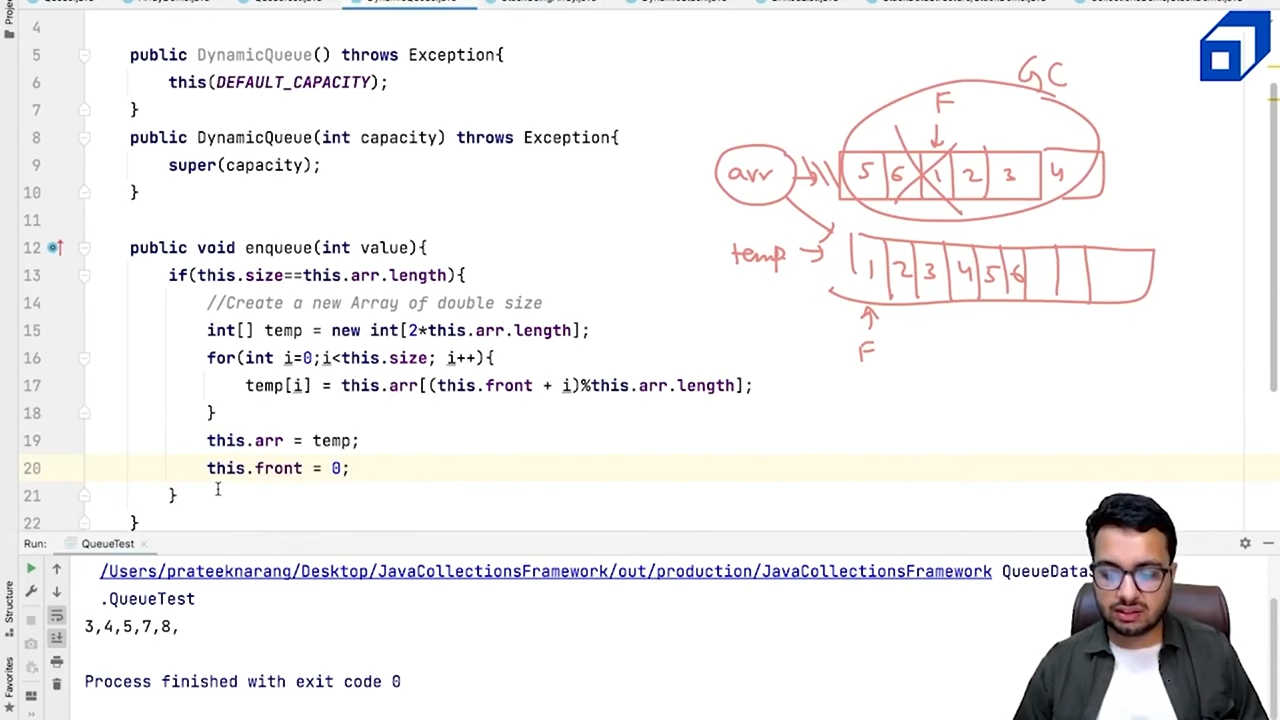 4
5 public DynamicQueue() throws Exception{
6 this(DEFAULT_CAPACITY);
7 }
8 public DynamicQueue(int capacity) throws Exception{
9 super(capacity);
10 }
11
12 public void enqueue(int value){
13 if(this.size==this.arr.length){
14 //Create a new Array of double size
15 int[] temp = new int[2*this.arr.length];
16 for(int i=0;i<this.size; i++){
17 temp[i] = this.arr[(this.front + i)%this.arr.length];
18 }
19 this.arr = temp;
20 this.front = 0;
21 }
22 }
GC
F
arr 5 6 1 2 3 4
temp 1 2 3 4 5 6
F
Run: QueueTest
/Users/prateeknarang/Desktop/JavaCollectionsFramework/out/production/JavaCollectionsFramework QueueDataS
.QueueTest
3,4,5,7,8,
Process finished with exit code 0
Structure
Favorites